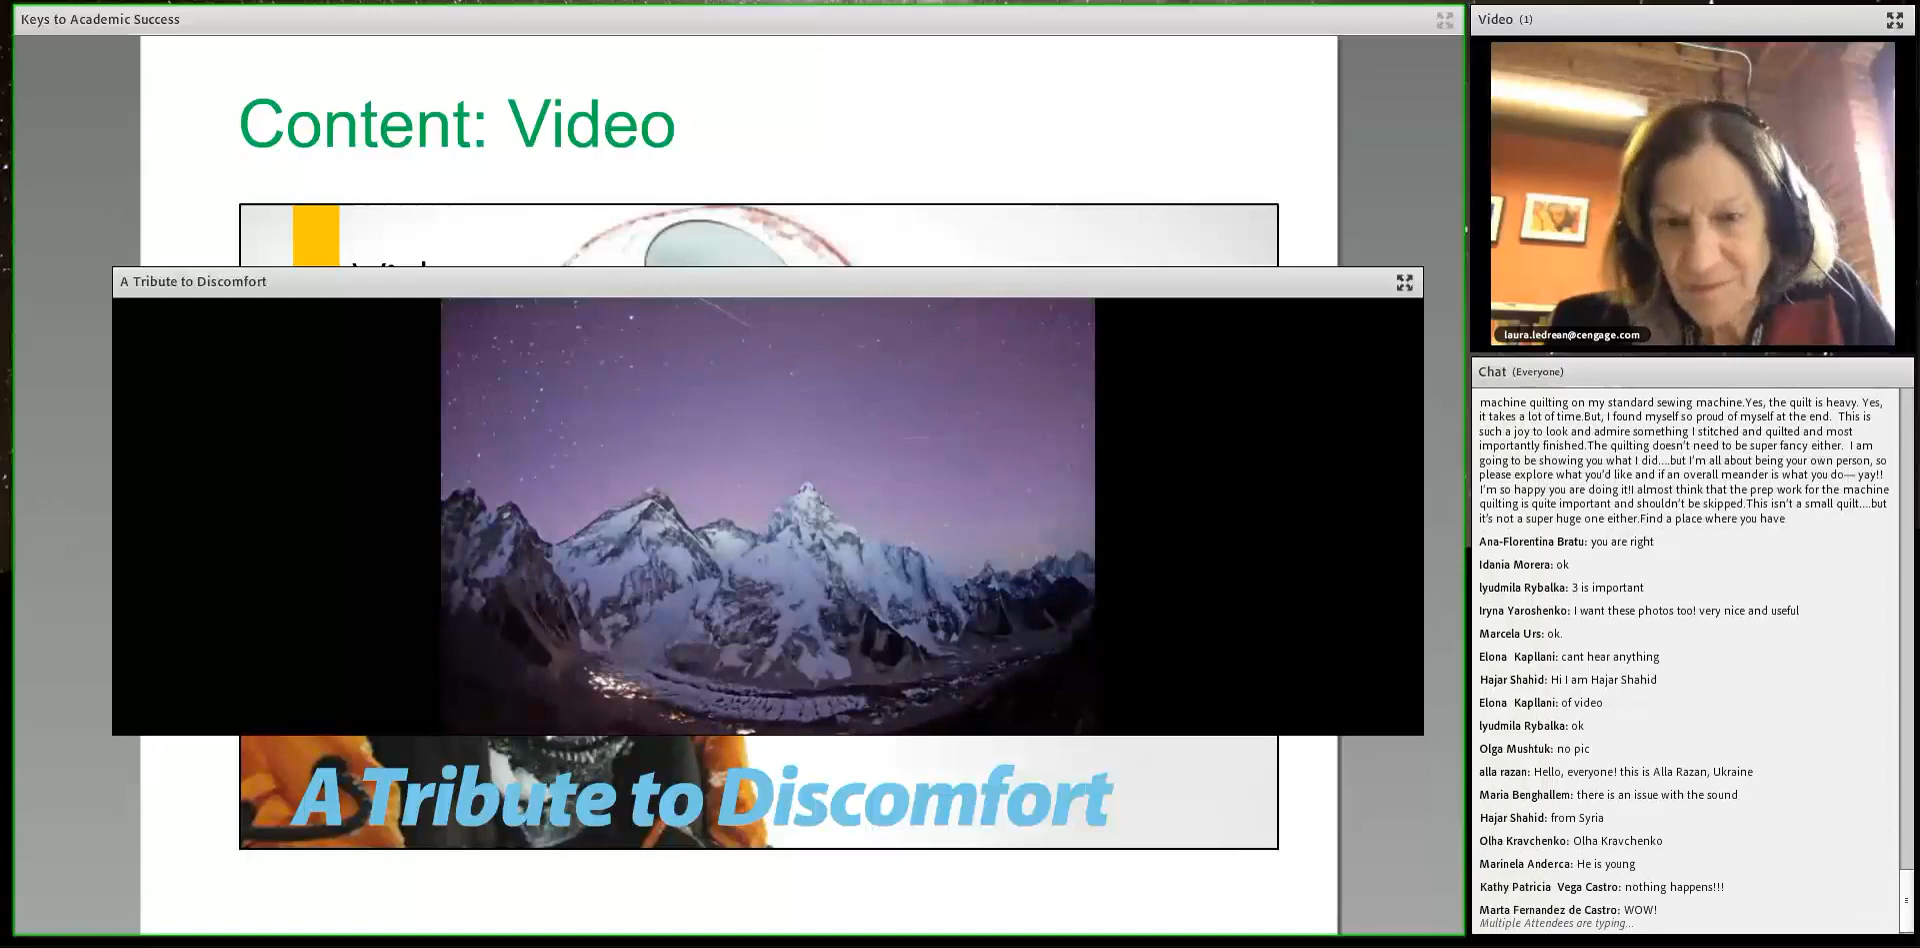 Keys to Academic Success
Content: Video
A Tribute to Discomfort
A Tribute to Discomfort
Video (1)
laura.ledrean@cengage.com
Chat (Everyone)
machine quilting on my standard sewing machine.Yes, the quilt is heavy. Yes,
it takes a lot of time.But, I found myself so proud of myself at the end.  This is
such a joy to look and admire something I stitched and quilted and most
importantly finished.The quilting doesn't need to be super fancy either.  I am
going to be showing you what I did....but I'm all about being your own person, so
please explore what you'd like and if an overall meander is what you do— yay!!
I'm so happy you are doing it!I almost think that the prep work for the machine
quilting is quite important and shouldn't be skipped.This isn't a small quilt....but
it's not a super huge one either.Find a place where you have
Ana-Florentina Bratu: you are right
Idania Morera: ok
lyudmila Rybalka: 3 is important
Iryna Yaroshenko: I want these photos too! very nice and useful
Marcela Urs: ok.
Elona  Kapllani: cant hear anything
Hajar Shahid: Hi I am Hajar Shahid
Elona  Kapllani: of video
lyudmila Rybalka: ok
Olga Mushtuk: no pic
alla razan: Hello, everyone! this is Alla Razan, Ukraine
Maria Benghallem: there is an issue with the sound
Hajar Shahid: from Syria
Olha Kravchenko: Olha Kravchenko
Marinela Anderca: He is young
Kathy Patricia  Vega Castro: nothing happens!!!
Marta Fernandez de Castro: WOW!
Multiple Attendees are typing...